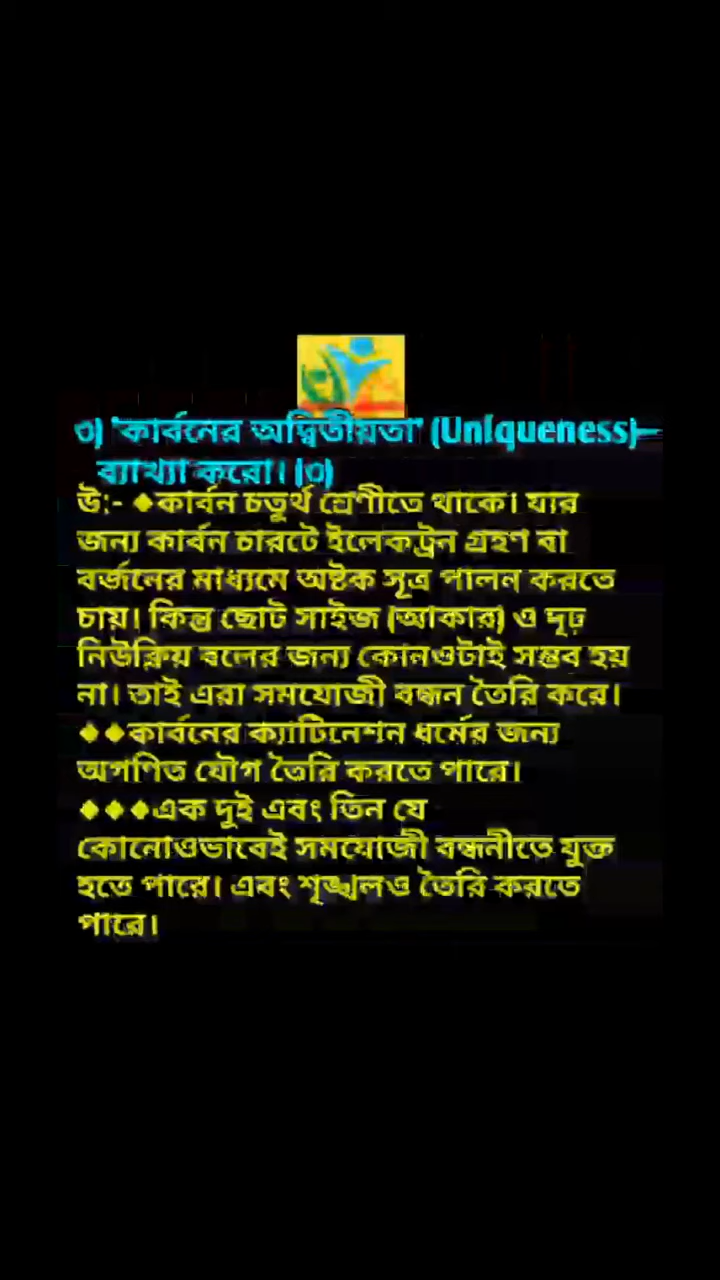 ৩) 'কার্বনের অদ্বিতীয়তা' (Uniqueness)–
ব্যাখ্যা করো। (৩)
উ:- ◆কার্বন চতুর্থ শ্রেণীতে থাকে। যার
জন্য কার্বন চারটে ইলেকট্রন গ্রহণ বা
বর্জনের মাধ্যমে অষ্টক সূত্র পালন করতে
চায়। কিন্তু ছোট সাইজ (আকার) ও দৃঢ়
নিউক্লিয় বলের জন্য কোনওটাই সম্ভব হয়
না। তাই এরা সমযোজী বন্ধন তৈরি করে।
◆◆কার্বনের ক্যাটিনেশন ধর্মের জন্য
অগণিত যৌগ তৈরি করতে পারে।
◆◆◆এক দুই এবং তিন যে
কোনোওভাবেই সমযোজী বন্ধনীতে যুক্ত
হতে পারে। এবং শৃঙ্খলও তৈরি করতে
পারে।